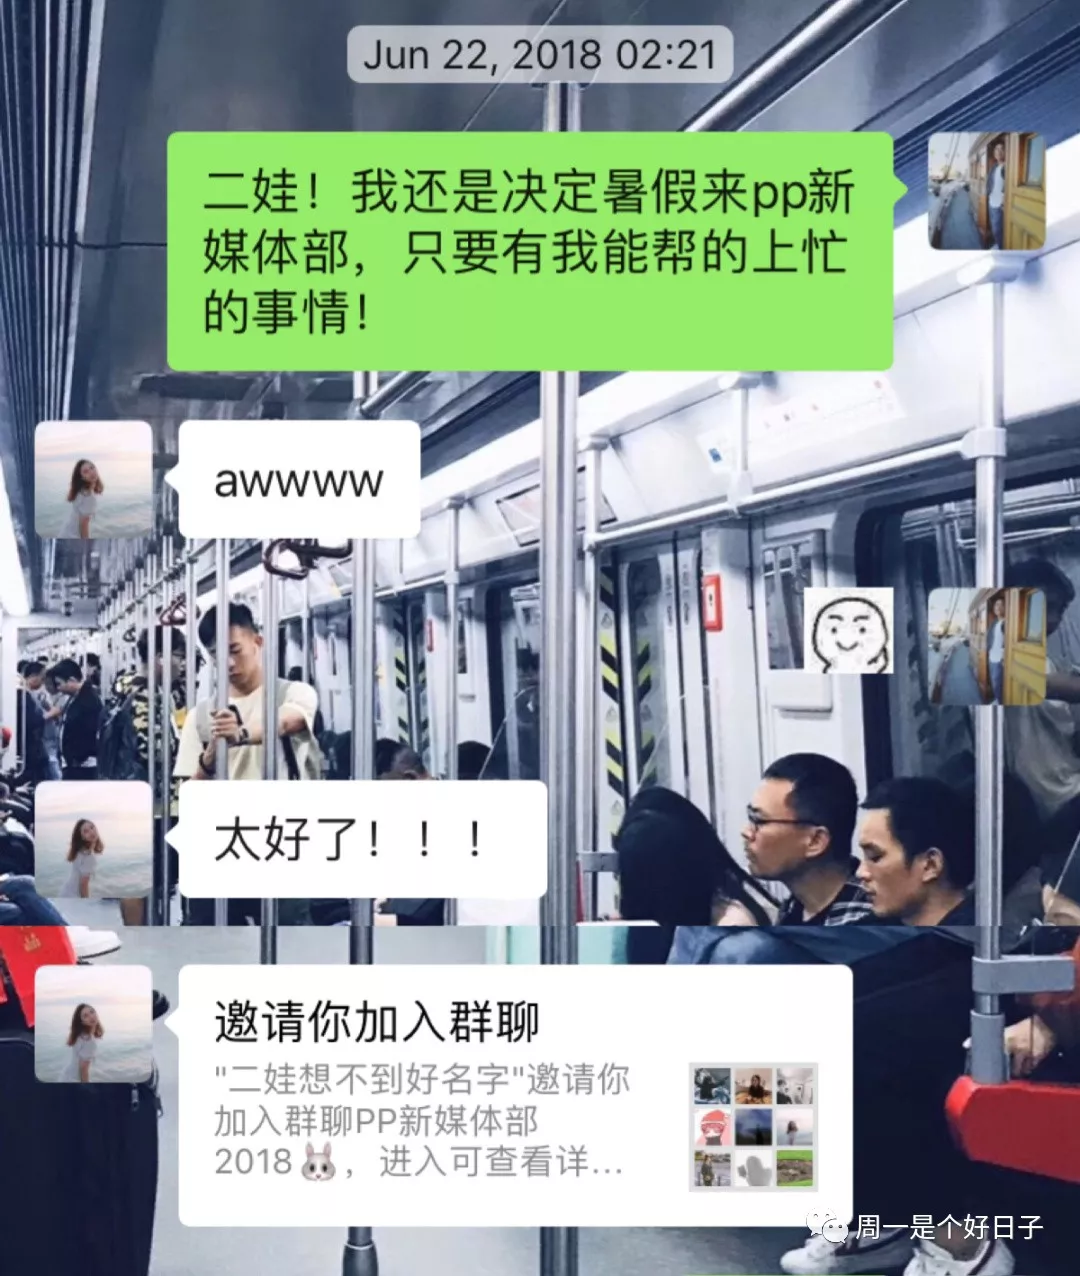 Jun 22, 2018 02:21
二娃！我还是决定暑假来pp新
媒体部，只要有我能帮的上忙
的事情！
awwww
太好了！！！
邀请你加入群聊
"二娃想不到好名字"邀请你
加入群聊PP新媒体部
2018🐰，进入可查看详...
周一是个好日子